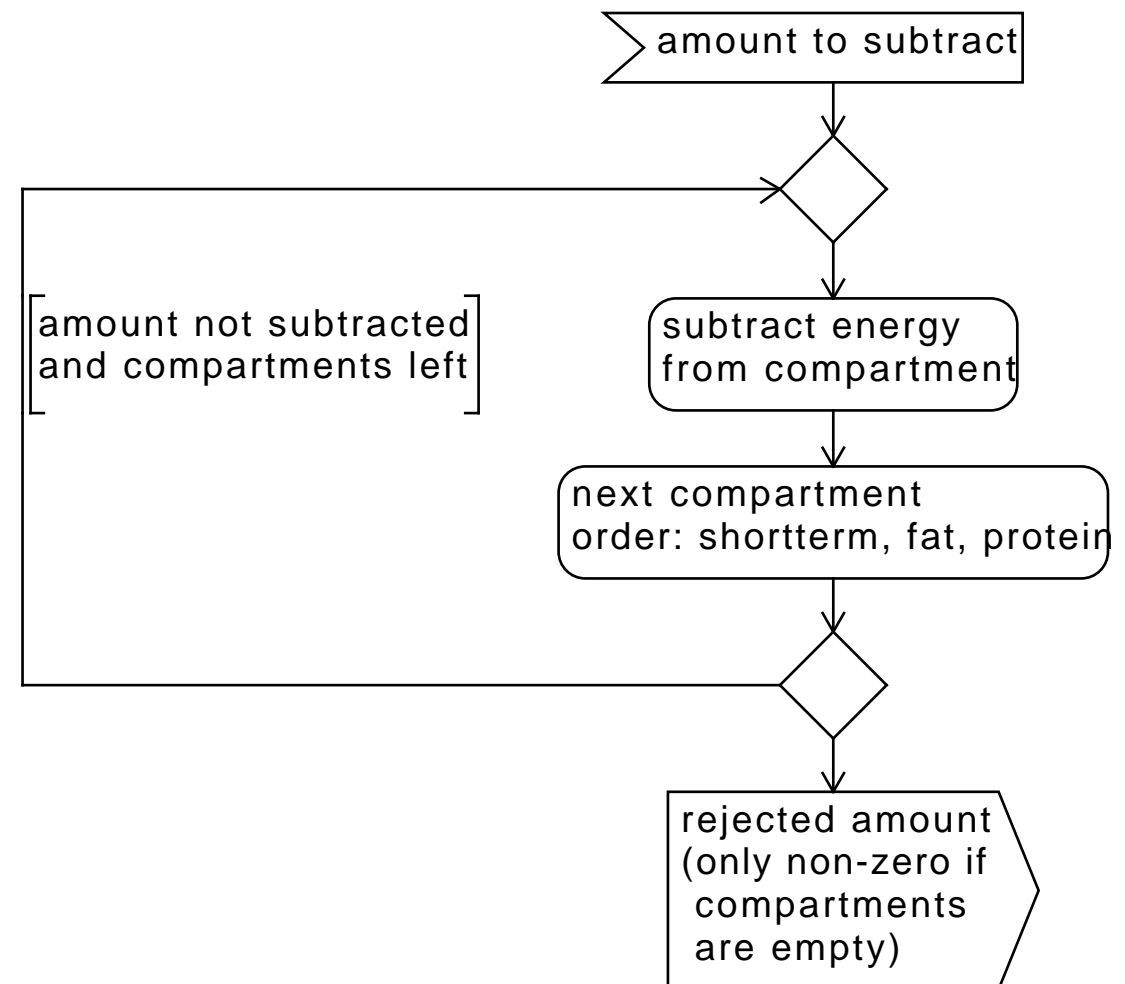 amount to subtract
amount not subtracted
and compartments left
subtract energy
from compartment
next compartment
order: shortterm, fat, protein
rejected amount
(only non-zero if
compartments
are empty)